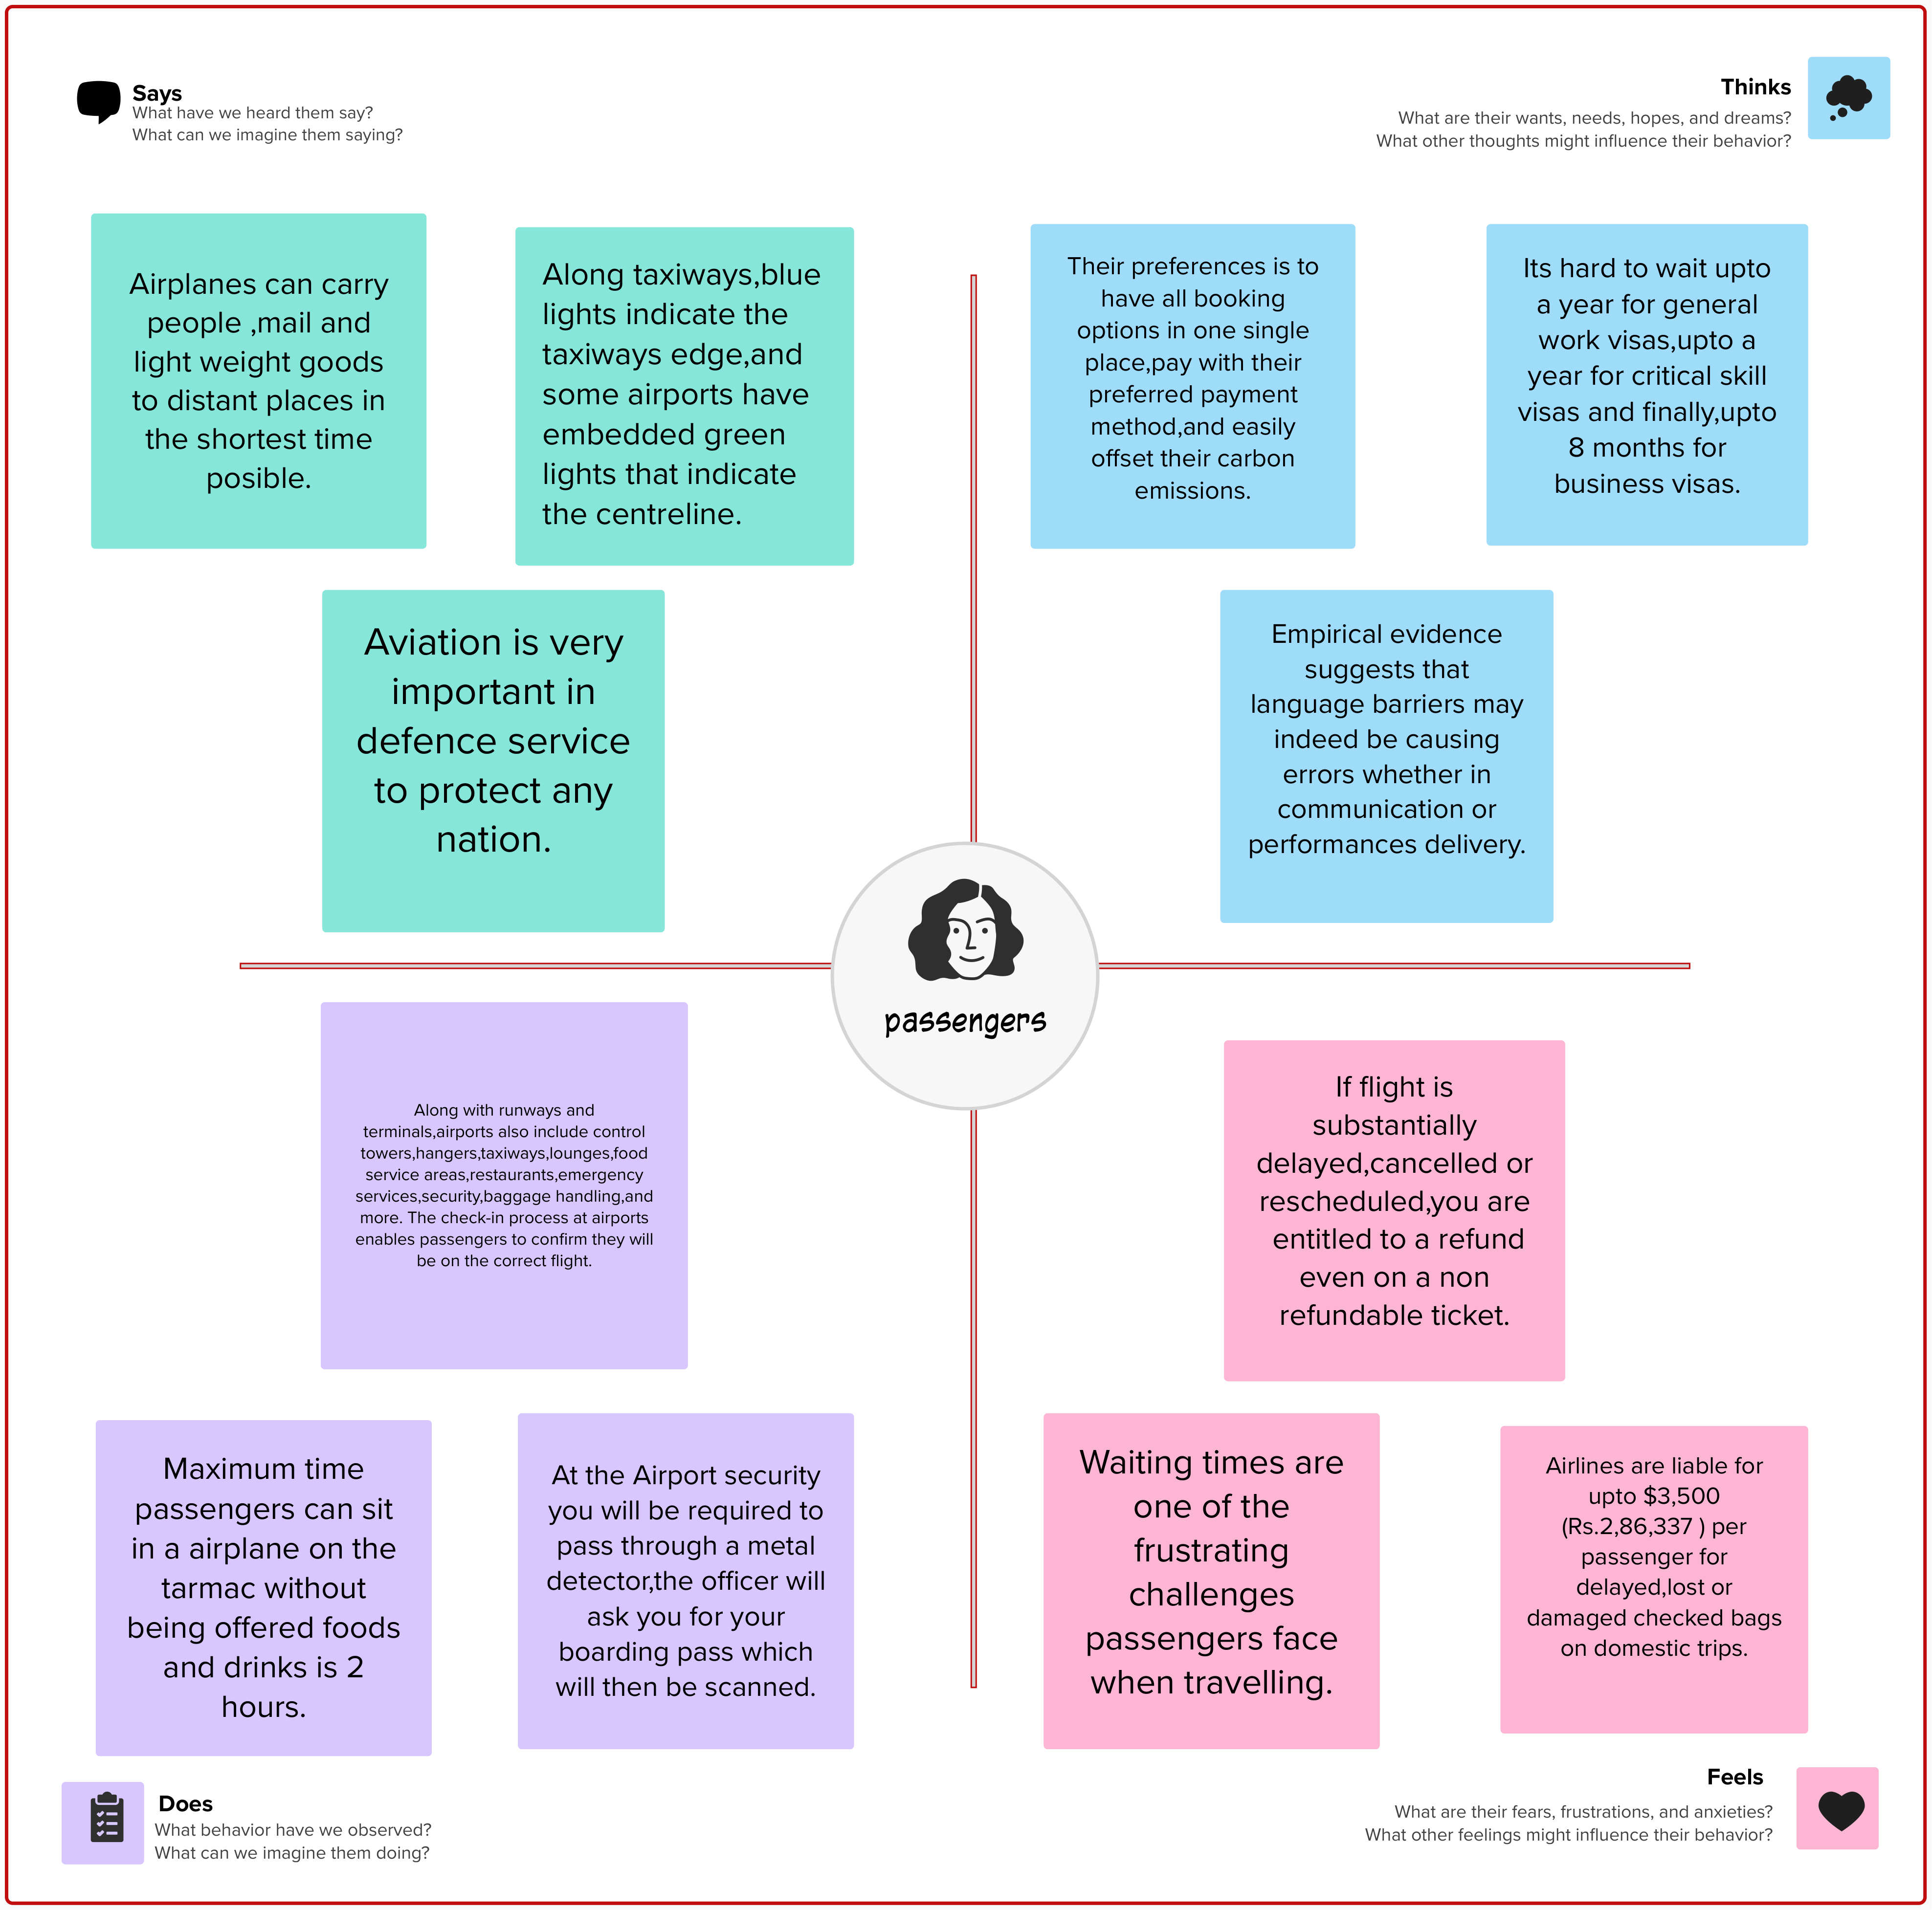 Says
What have we heard them say?
What can we imagine them saying?
Thinks
What are their wants, needs, hopes, and dreams?
What other thoughts might influence their behavior?
Airplanes can carry
people ,mail and
light weight goods
to distant places in
the shortest time
posible.
Along taxiways,blue
lights indicate the
taxiways edge,and
some airports have
embedded green
lights that indicate
the centreline.
Aviation is very
important in
defence service
to protect any
nation.
Their preferences is to
have all booking
options in one single
place,pay with their
preferred payment
method,and easily
offset their carbon
emissions.
Its hard to wait upto
a year for general
work visas,upto a
year for critical skill
visas and finally,upto
8 months for
business visas.
Empirical evidence
suggests that
language barriers may
indeed be causing
errors whether in
communication or
performances delivery.
passengers
Along with runways and
terminals,airports also include control
towers,hangers,taxiways,lounges,food
service areas,restaurants,emergency
services,security,baggage handling,and
more. The check-in process at airports
enables passengers to confirm they will
be on the correct flight.
Maximum time
passengers can sit
in a airplane on the
tarmac without
being offered foods
and drinks is 2
hours.
At the Airport security
you will be required to
pass through a metal
detector,the officer will
ask you for your
boarding pass which
will then be scanned.
If flight is
substantially
delayed,cancelled or
rescheduled,you are
entitled to a refund
even on a non
refundable ticket.
Waiting times are
one of the
frustrating
challenges
passengers face
when travelling.
Airlines are liable for
upto $3,500
(Rs.2,86,337 ) per
passenger for
delayed,lost or
damaged checked bags
on domestic trips.
Does
What behavior have we observed?
What can we imagine them doing?
Feels
What are their fears, frustrations, and anxieties?
What other feelings might influence their behavior?